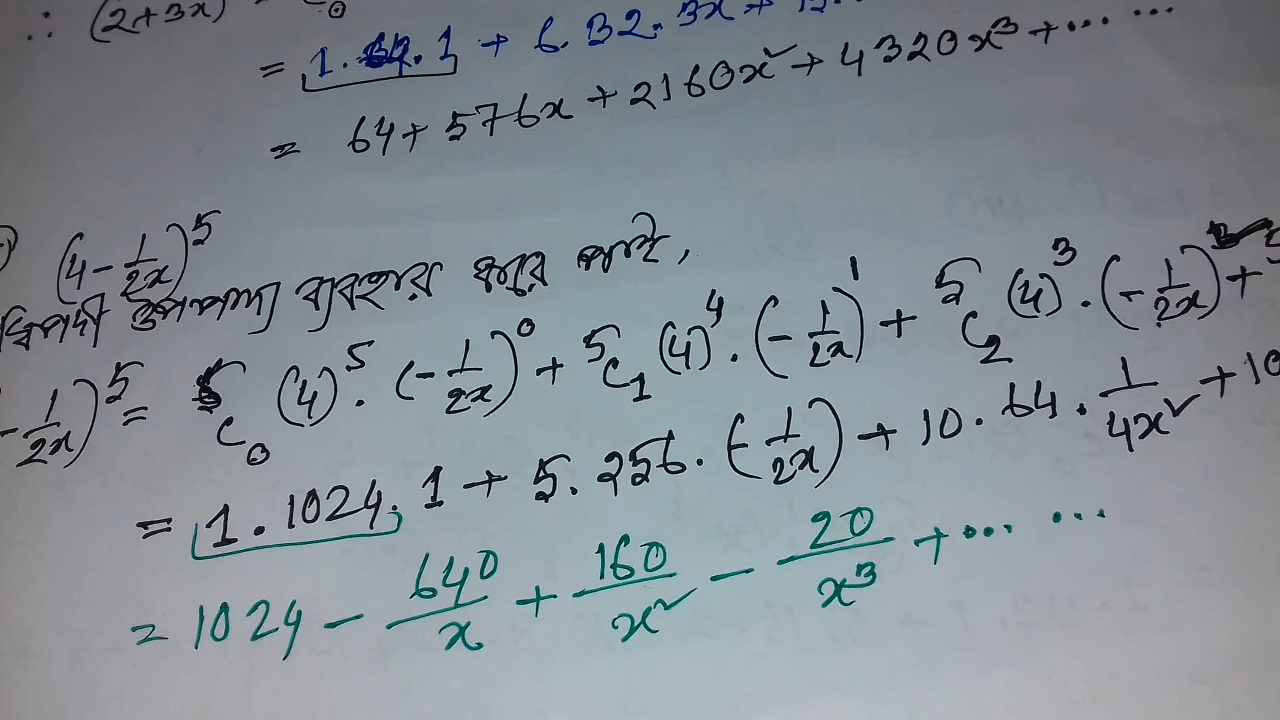 ∴ (2+3x)
= 1.64.1 + 6.32.3x +
= 64 + 576x + 2160x² + 4320x³ + ... ...
(4 - 1/2x)⁵
দ্বিপদী উপপাদ্য ব্যবহার করে পাই,
- 1/2x)⁵ = ⁵C₀ (4)⁵ . (- 1/2x)⁰ + ⁵C₁ (4)⁴ . (- 1/2x)¹ + ⁵C₂ (4)³ . (- 1/2x)² + 5
= 1.1024.1 + 5.256. (- 1/2x) + 10.64. 1/4x² + 10
= 1024 - 640/x + 160/x² - 20/x³ + ... ...